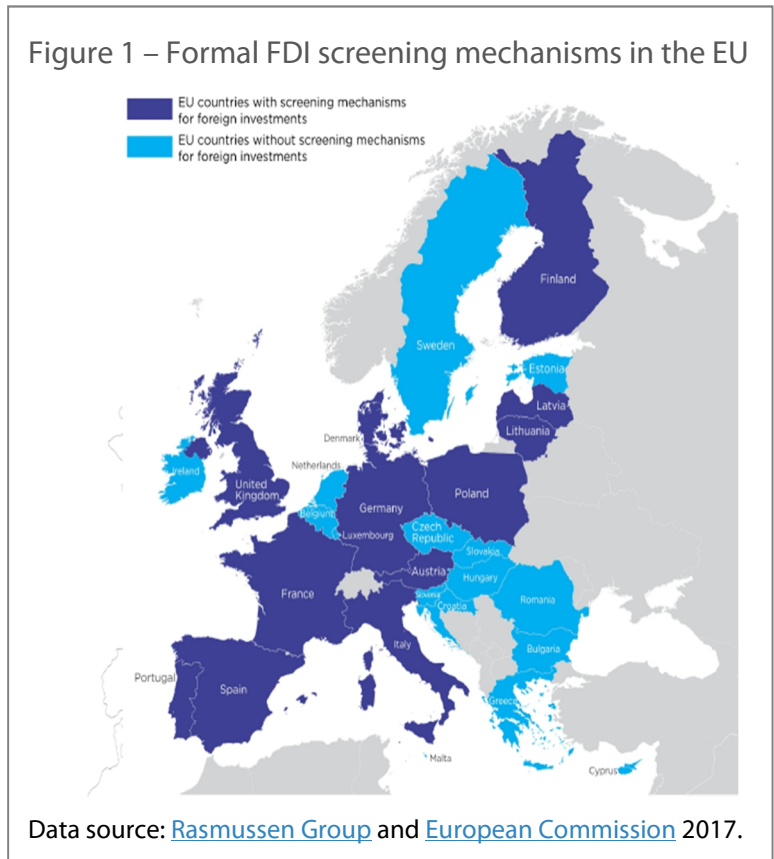 Figure 1 – Formal FDI screening mechanisms in the EU
EU countries with screening mechanisms
for foreign investments
EU countries without screening mechanisms
for foreign investments
Finland
Sweden
Estonia
Latvia
Lithuania
Denmark
Netherlands
Ireland
United
Kingdom
Belgium
Germany
Poland
Luxembourg
Czech
Republic
Slovakia
Austria
Hungary
France
Slovenia
Croatia
Romania
Italy
Bulgaria
Portugal
Spain
Greece
Malta
Cyprus
Data source: Rasmussen Group and European Commission 2017.